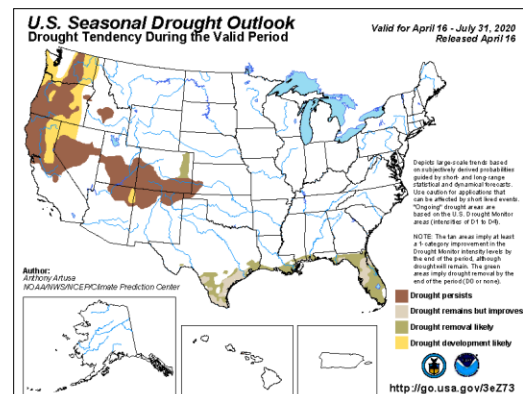 U.S. Seasonal Drought Outlook
Drought Tendency During the Valid Period
Valid for April 16 - July 31, 2020
Released April 16
Depicts large-scale trends based
on subjectively derived probabilities
guided by short- and long-range
statistical and dynamical forecasts.
Use caution for applications that
can be affected by short lived events.
"Ongoing" drought areas are
based on the U.S. Drought Monitor
areas (intensities of D1 to D4).
NOTE: The tan areas imply at least
a 1-category improvement in the
Drought Monitor intensity levels by
the end of the period, although
drought will remain. The green
areas imply drought removal by the
end of the period (D0 or none).
Author:
Anthony Artusa
NOAA/NWS/NCEP/Climate Prediction Center
Drought persists
Drought remains but improves
Drought removal likely
Drought development likely
http://go.usa.gov/3eZ73